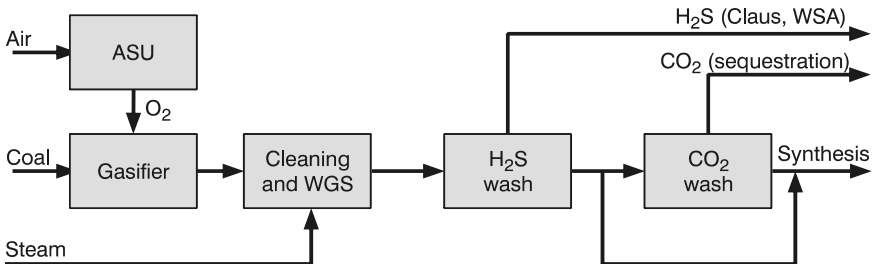 H₂S (Claus, WSA)
Air
ASU
CO₂ (sequestration)
O₂
Coal
Gasifier
Cleaning
and WGS
H₂S
wash
CO₂
wash
Synthesis
Steam